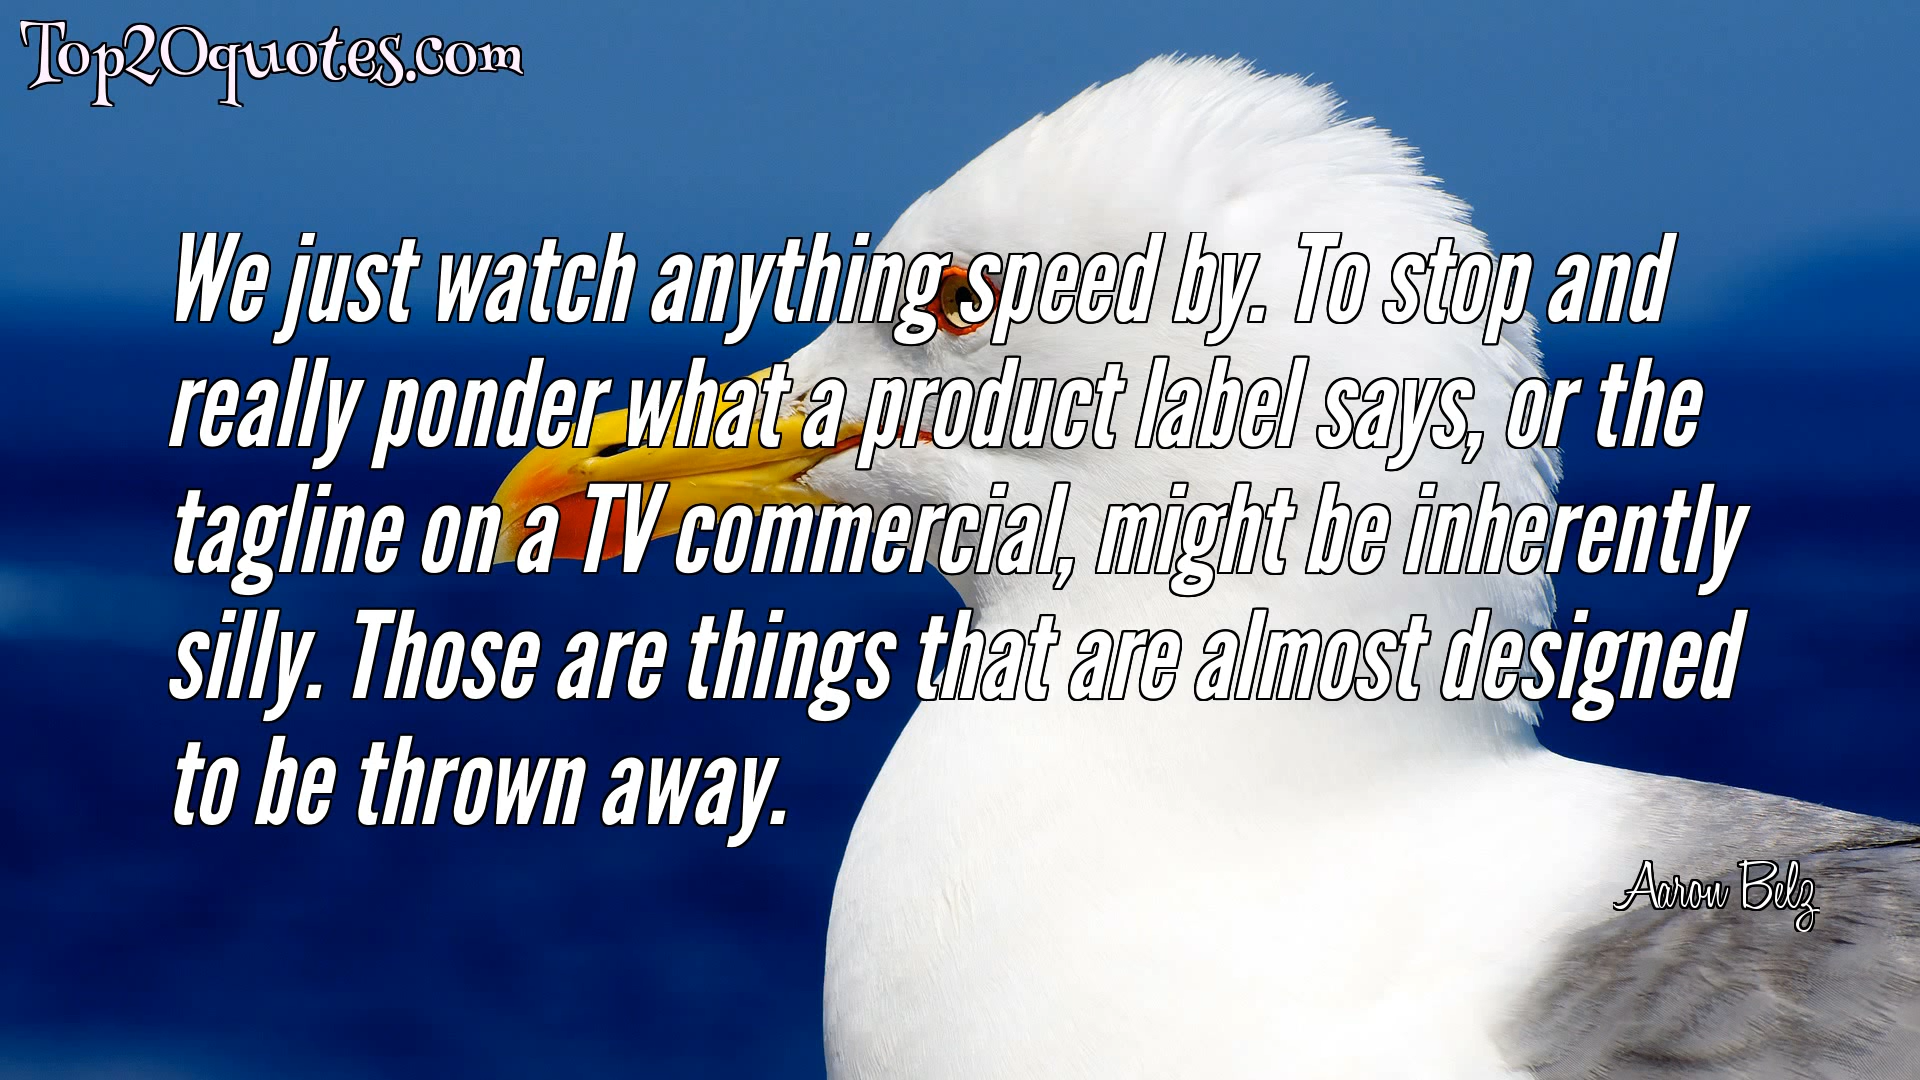 Top20quotes.com
We just watch anything speed by. To stop and
really ponder what a product label says, or the
tagline on a TV commercial, might be inherently
silly. Those are things that are almost designed
to be thrown away.
Aaron Belz